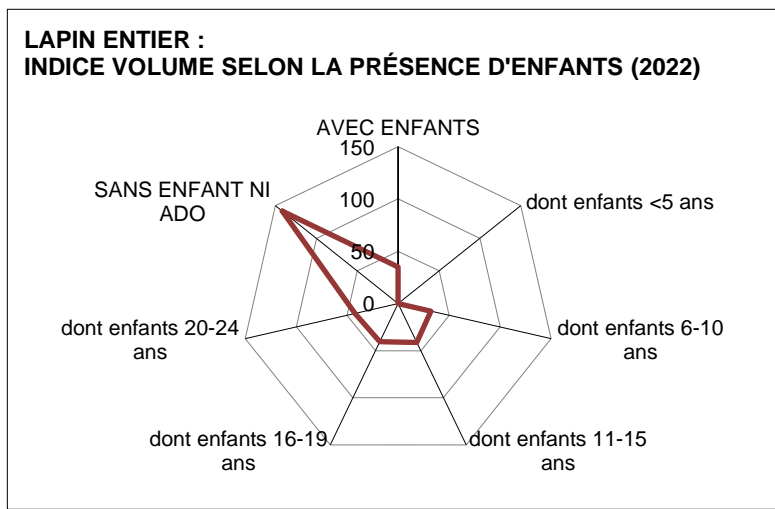 LAPIN ENTIER :
INDICE VOLUME SELON LA PRÉSENCE D'ENFANTS (2022)
AVEC ENFANTS
150
100
50
0
dont enfants <5 ans
dont enfants 6-10
ans
dont enfants 11-15
ans
dont enfants 16-19
ans
dont enfants 20-24
ans
SANS ENFANT NI
ADO